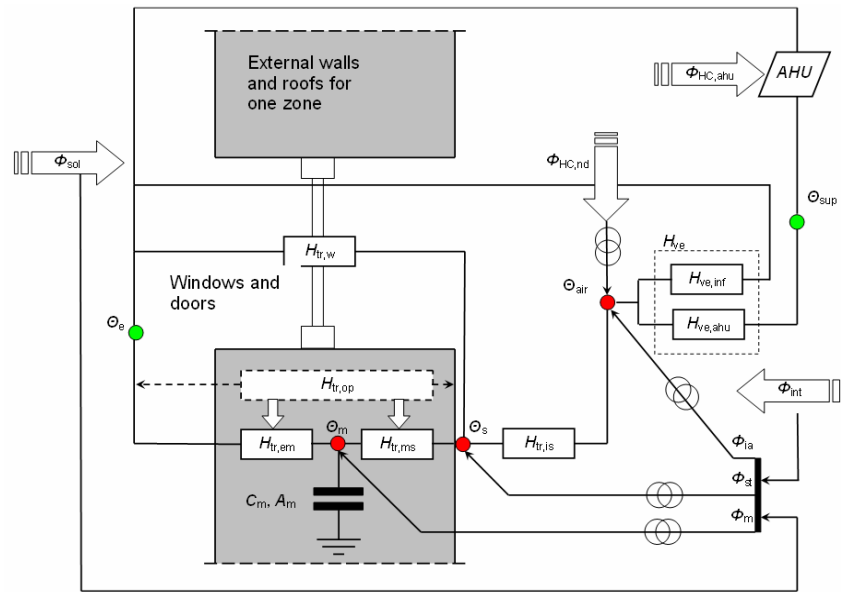 External walls
and roofs for
one zone
ΦHC,ahu
AHU
Φsol
ΦHC,nd
Θsup
Htr,w
Hve
Windows and
doors
Θair
Hve,inf
Hve,ahu
Θe
Htr,op
Φint
Θm
Θs
Htr,em
Htr,ms
Htr,is
Φia
Φst
Cm, Am
Φm